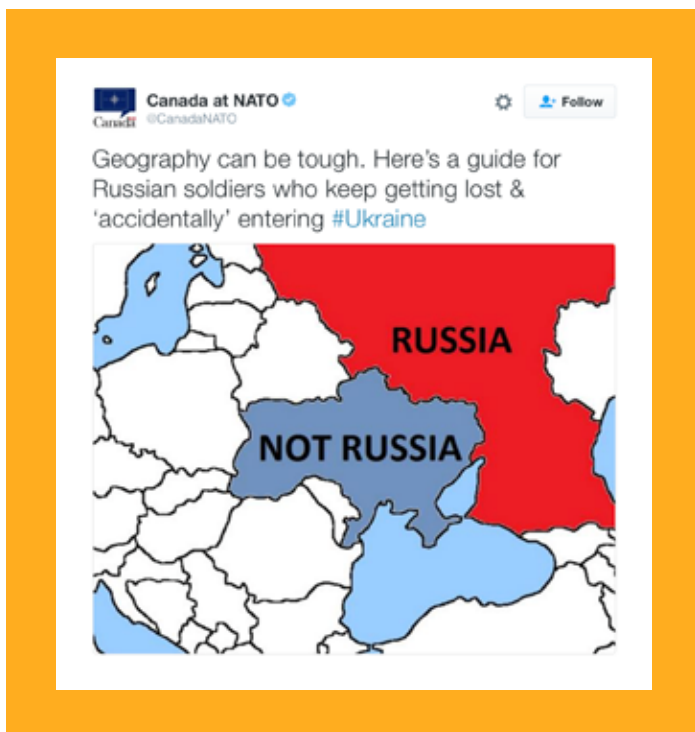 Canada at NATO
Canada
@CanadaNATO
Follow
Geography can be tough. Here’s a guide for
Russian soldiers who keep getting lost &
‘accidentally’ entering #Ukraine
RUSSIA
NOT RUSSIA